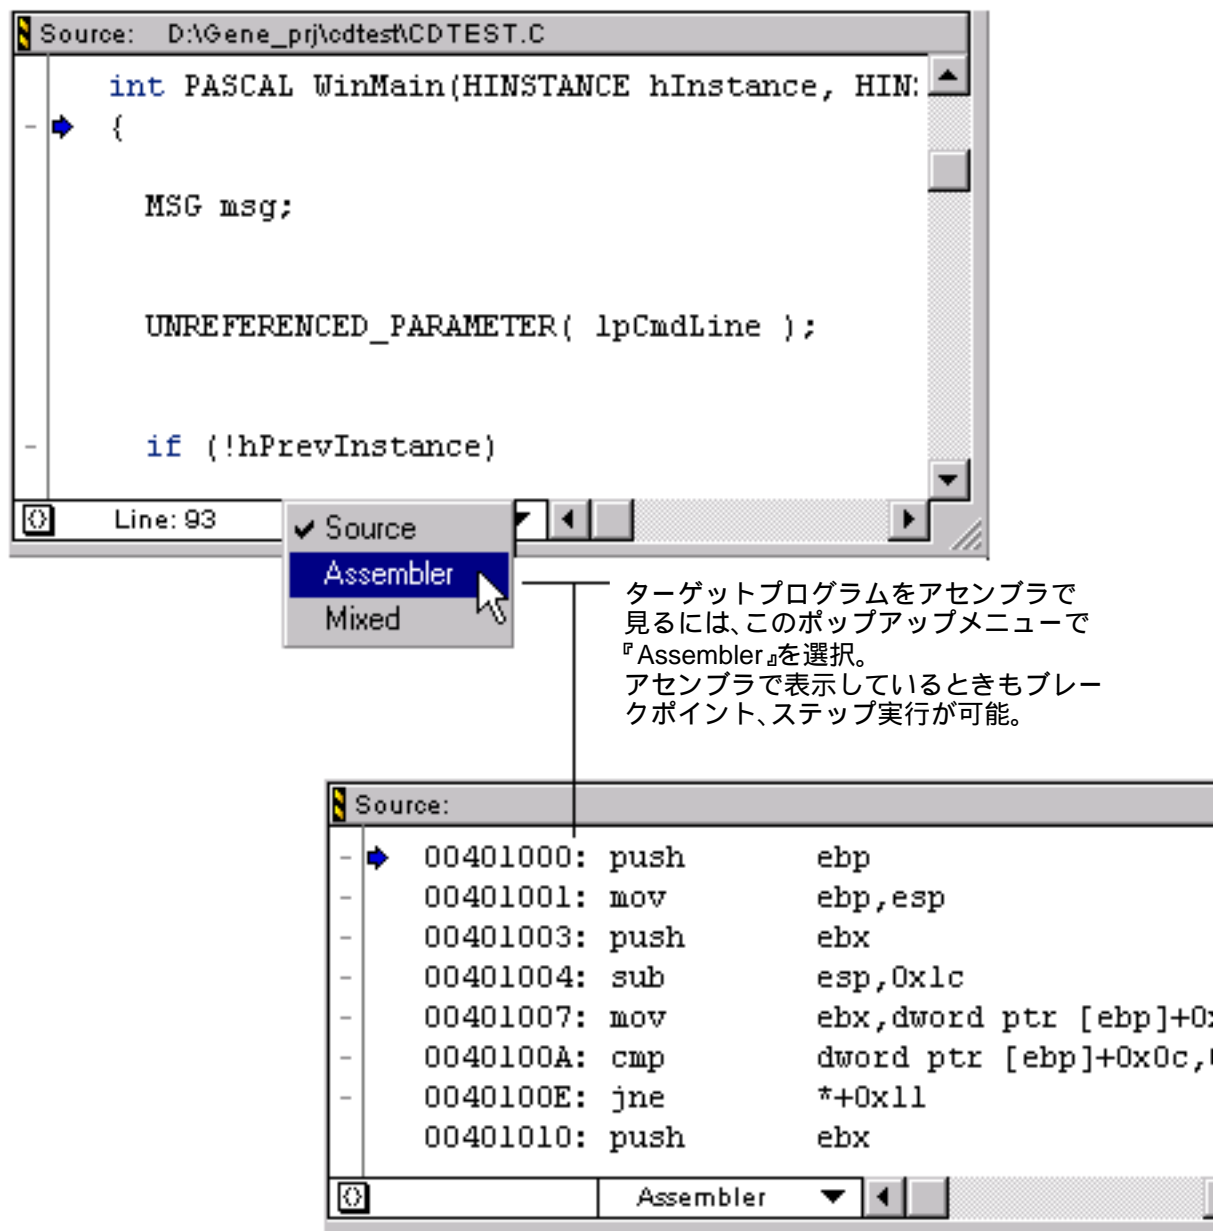 Source: D:\Gene_prj\cdtest\CDTEST.C
int PASCAL WinMain(HINSTANCE hInstance, HIN
{
MSG msg;
UNREFERENCED_PARAMETER( lpCmdLine );
if (!hPrevInstance)
Line: 93
Source
Assembler
Mixed
ターゲットプログラムをアセンブラで
見るには、このポップアップメニューで
『Assembler』を選択。
アセンブラで表示しているときもブレー
クポイント、ステップ実行が可能。
Source:
00401000: push ebp
00401001: mov ebp,esp
00401003: push ebx
00401004: sub esp,0x1c
00401007: mov ebx,dword ptr [ebp]+0x
0040100A: cmp dword ptr [ebp]+0x0c,
0040100E: jne *+0x11
00401010: push ebx
Assembler